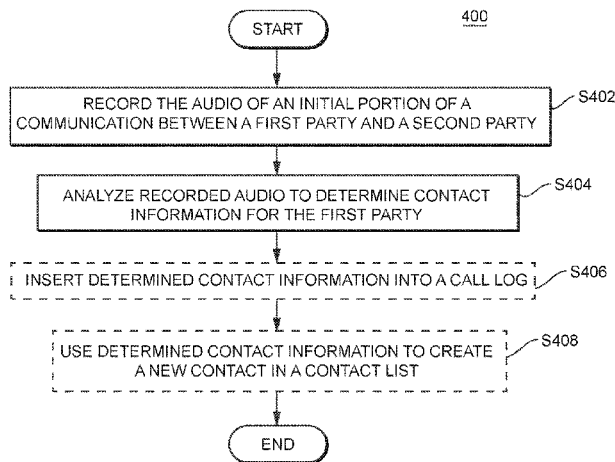 START
400
RECORD THE AUDIO OF AN INITIAL PORTION OF A
COMMUNICATION BETWEEN A FIRST PARTY AND A SECOND PARTY
S402
ANALYZE RECORDED AUDIO TO DETERMINE CONTACT
INFORMATION FOR THE FIRST PARTY
S404
INSERT DETERMINED CONTACT INFORMATION INTO A CALL LOG
S406
USE DETERMINED CONTACT INFORMATION TO CREATE
A NEW CONTACT IN A CONTACT LIST
S408
END